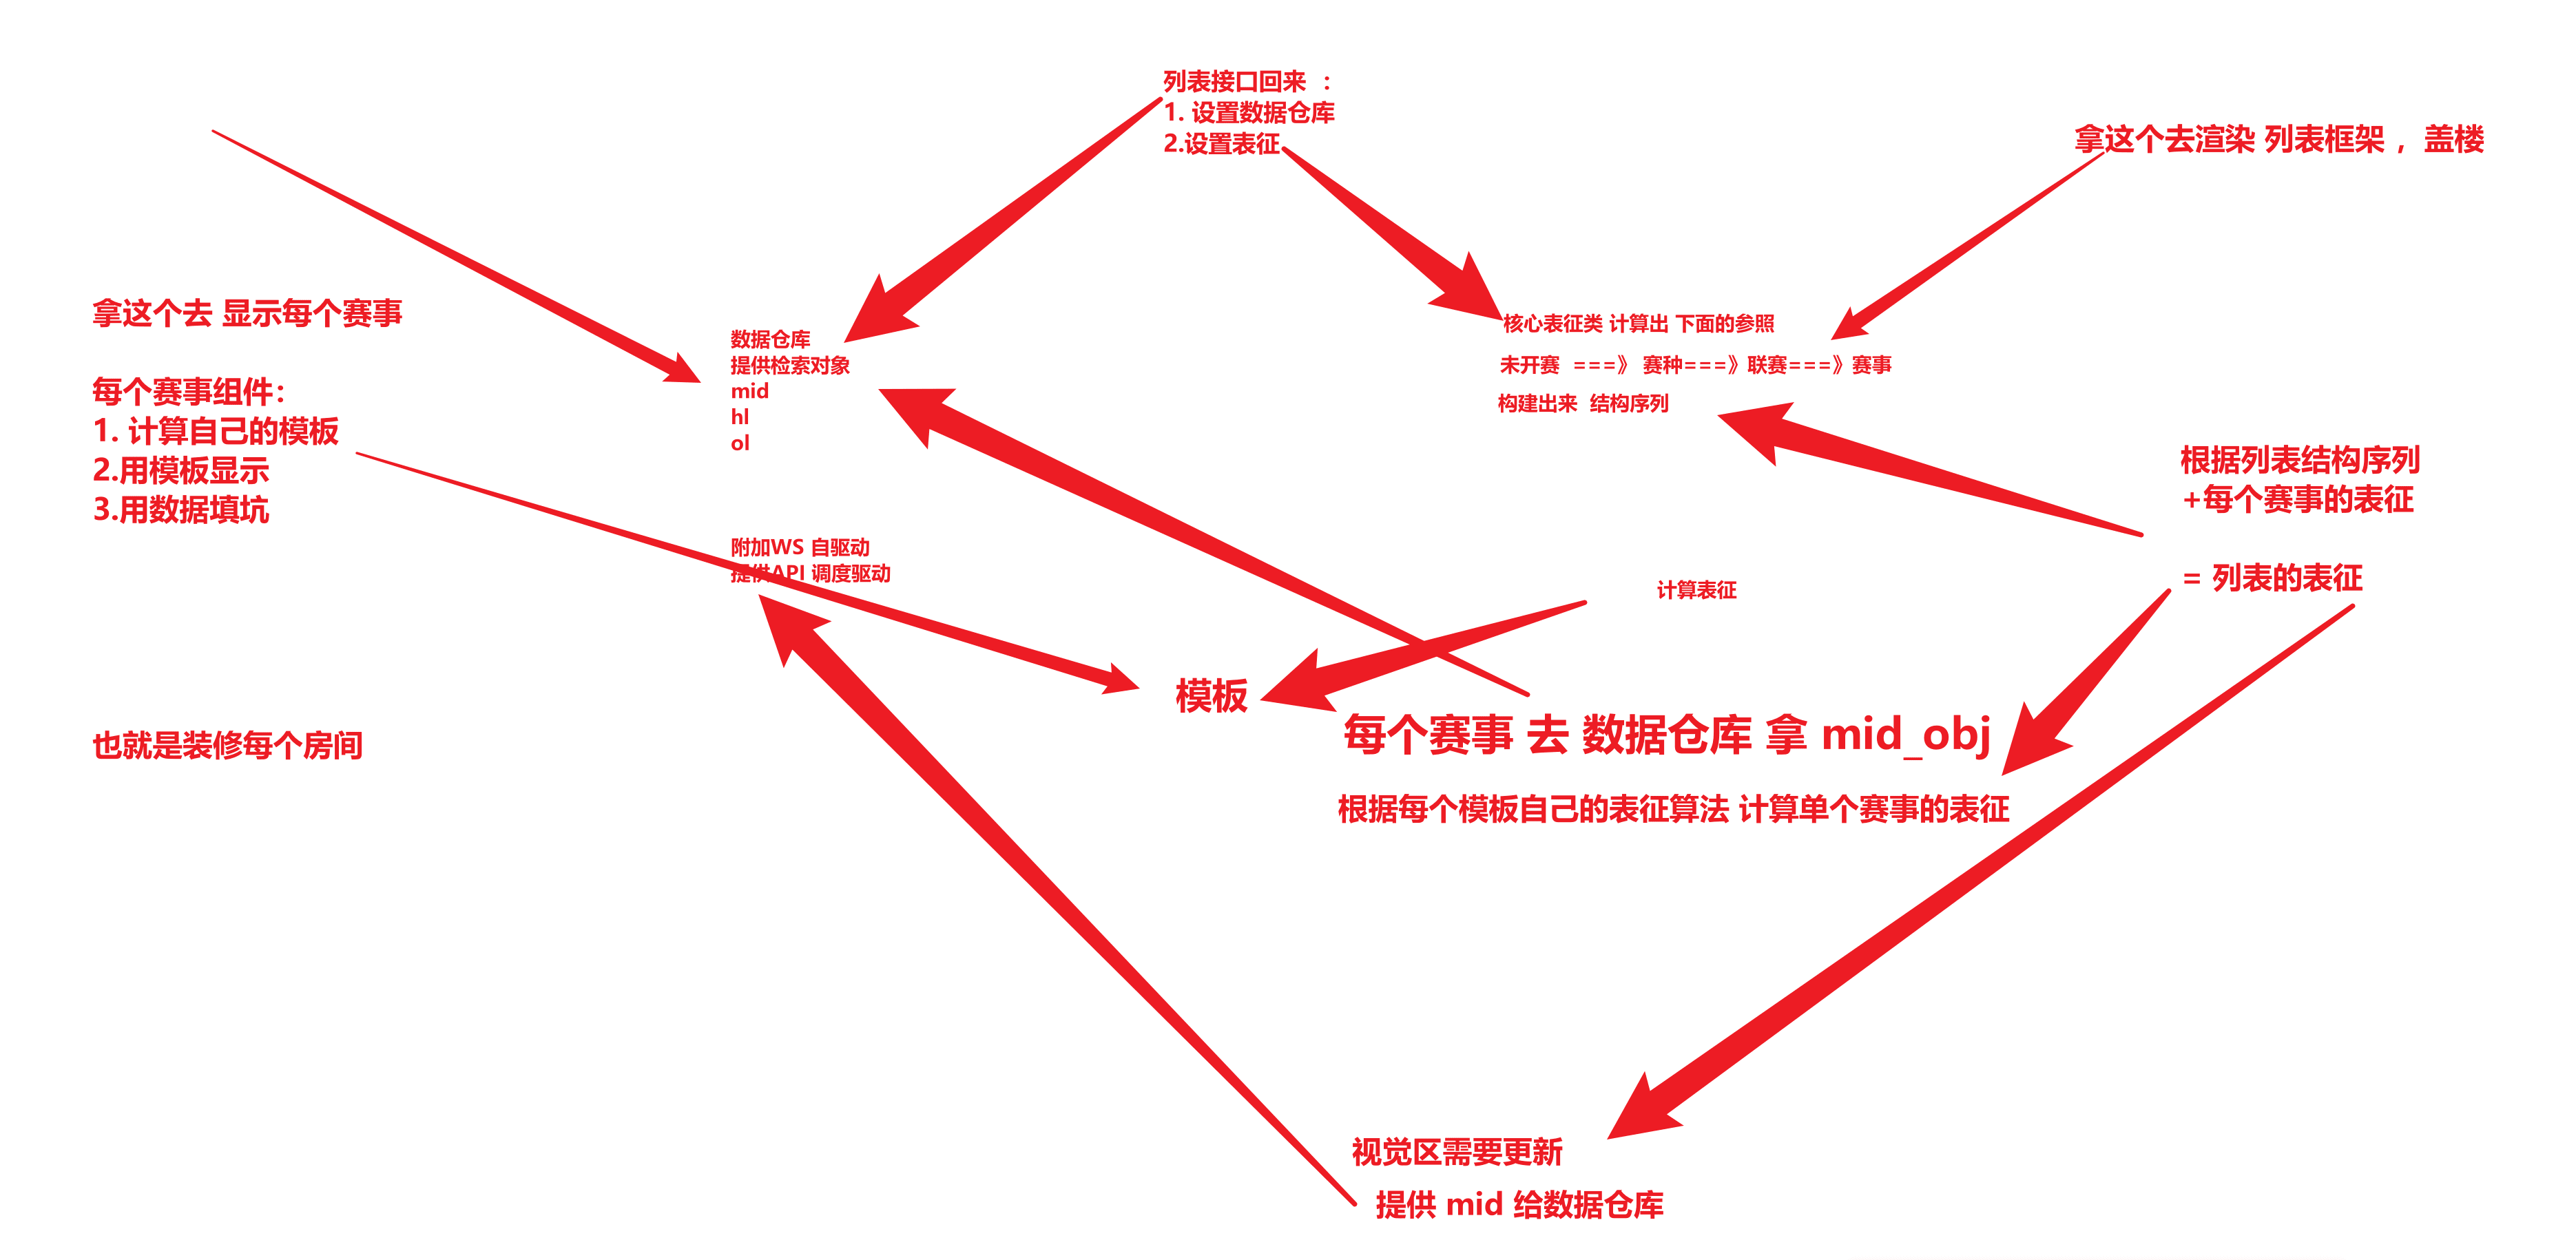 列表接口回来 ：
1. 设置数据仓库
2.设置表征
拿这个去渲染 列表框架 ， 盖楼
拿这个去 显示每个赛事
每个赛事组件：
1. 计算自己的模板
2.用模板显示
3.用数据填坑
也就是装修每个房间
数据仓库
提供检索对象
mid
hl
ol
附加WS 自驱动
提供API 调度驱动
核心表征类 计算出 下面的参照
未开赛 ===》 赛种===》联赛===》赛事
构建出来 结构序列
根据列表结构序列
+每个赛事的表征
= 列表的表征
计算表征
模板
每个赛事 去 数据仓库 拿 mid_obj
根据每个模板自己的表征算法 计算单个赛事的表征
视觉区需要更新
提供 mid 给数据仓库